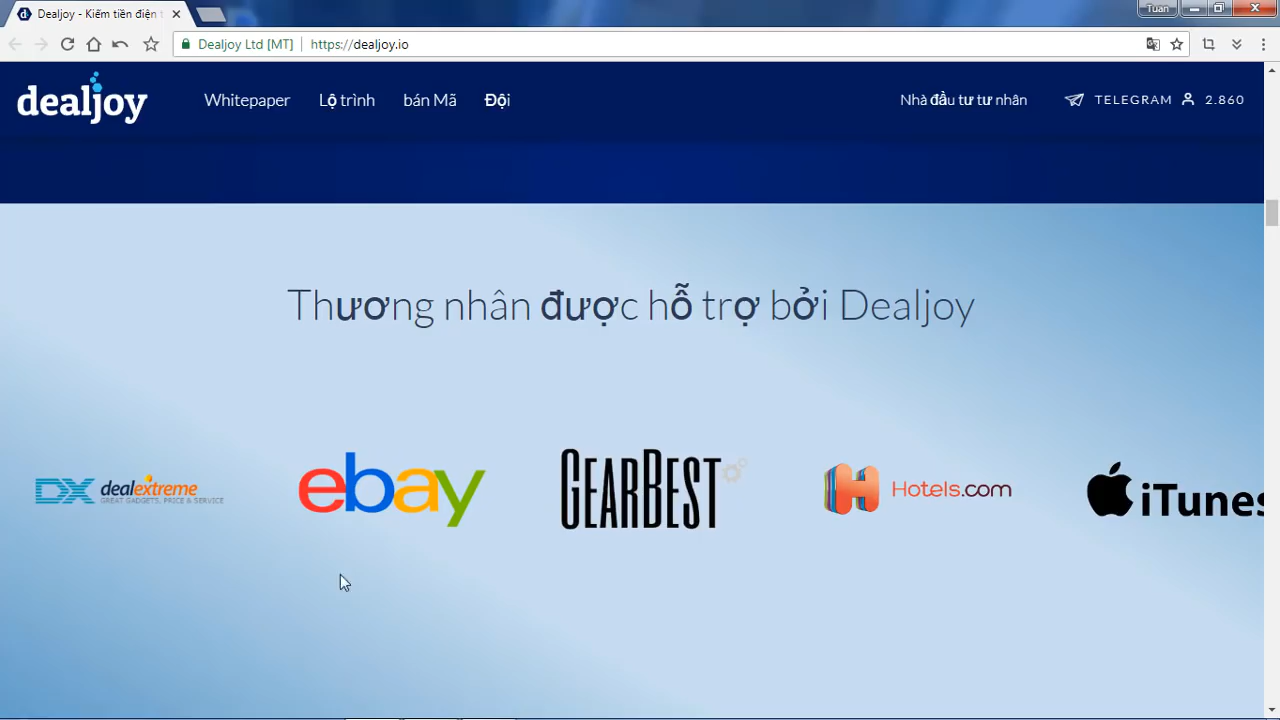 Dealjoy - Kiếm tiền điện t
Tuan
Dealjoy Ltd [MT]
https://dealjoy.io
dealjoy
Whitepaper
Lộ trình
bán Mã
Đội
Nhà đầu tư tư nhân
TELEGRAM
2.860
Thương nhân được hỗ trợ bởi Dealjoy
DX dealextreme
GREAT GADGETS, PRICE & SERVICE
ebay
GEARBEST
H Hotels.com
iTunes